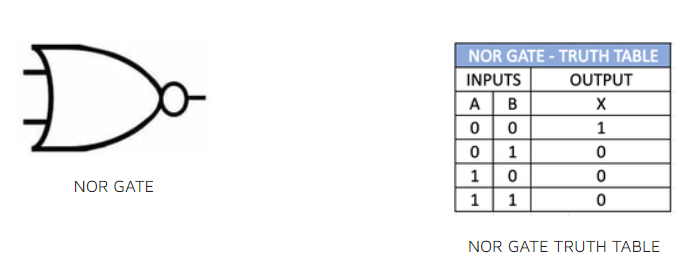 NOR GATE - TRUTH TABLE
INPUTS OUTPUT
A B X
0 0 1
0 1 0
1 0 0
1 1 0
NOR GATE
NOR GATE TRUTH TABLE